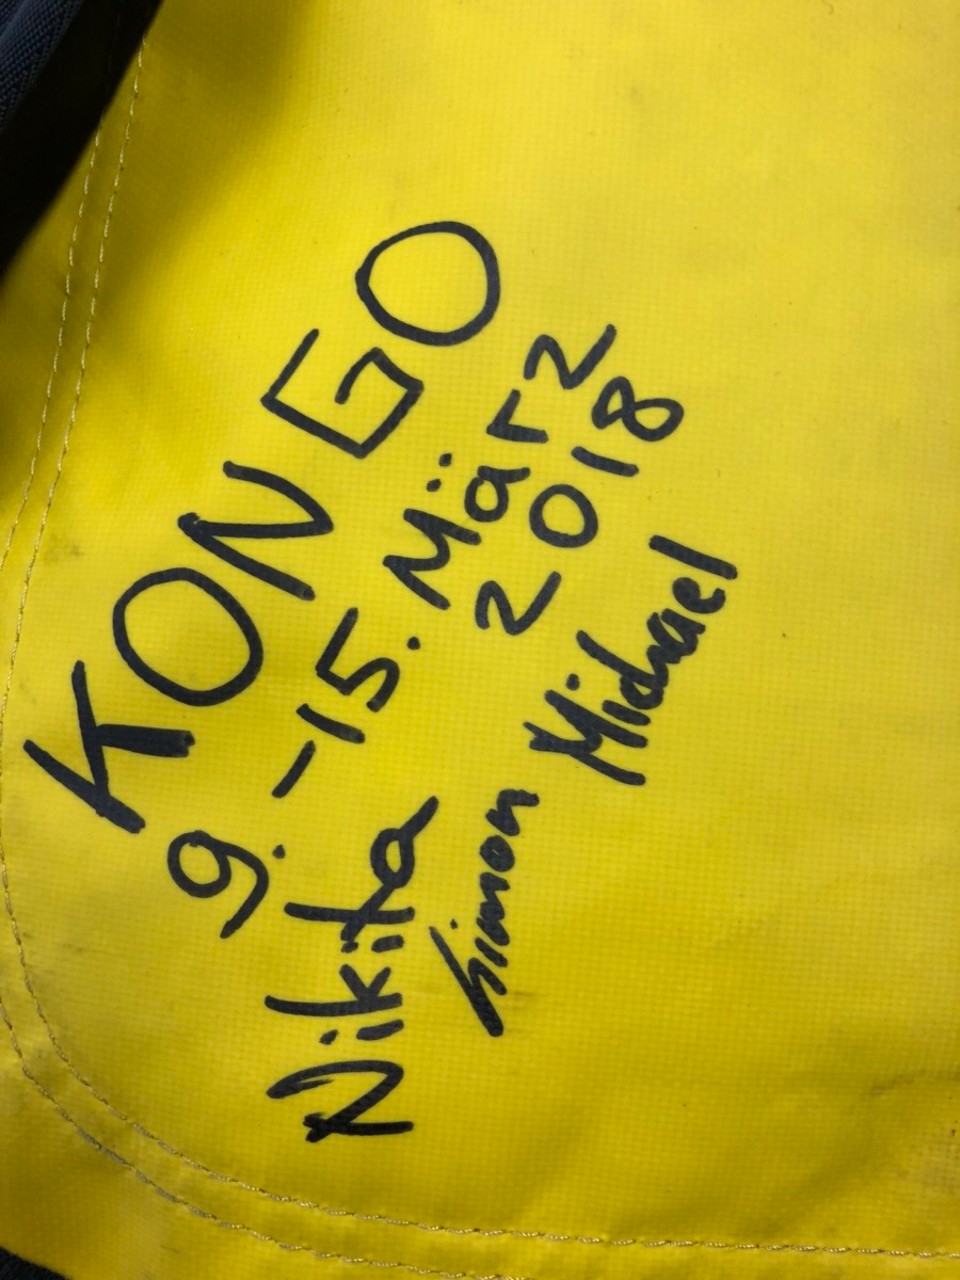 KONGO
9.-15. März
2018
Nikita
Simon
Michael